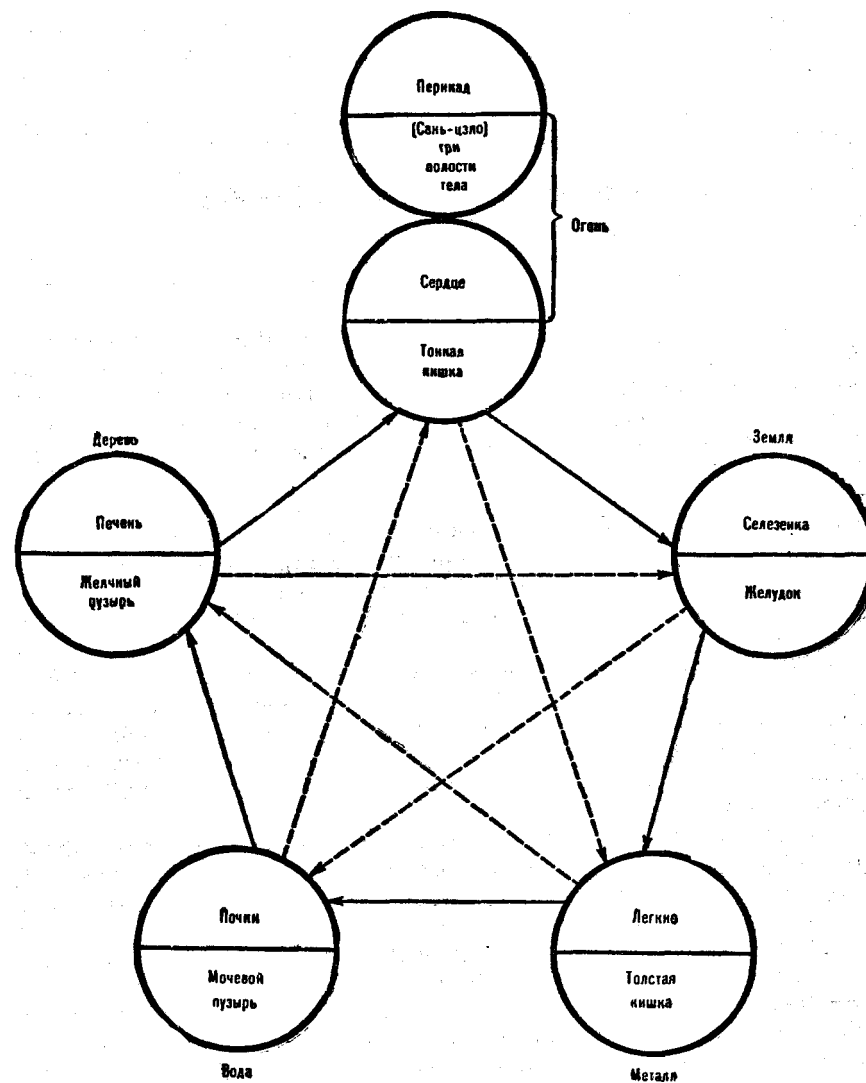 Перикад
(Сань-цзяо)
три
полости
тела
Огонь
Сердце
Тонкая
кишка
Дерево
Земля
Печень
Желчный
пузырь
Селезенка
Желудок
Почки
Мочевой
пузырь
Легкие
Толстая
кишка
Вода
Металл